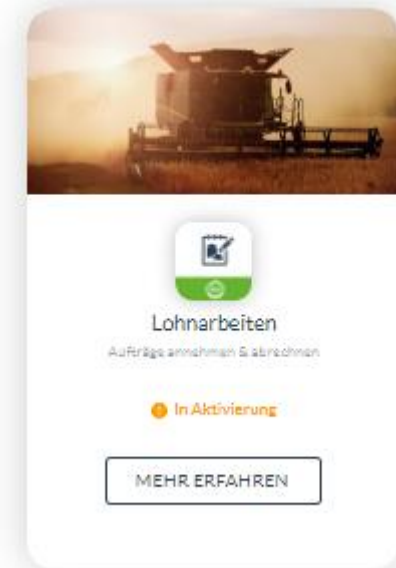 Lohnarbeiten
Aufträge annehmen & abrechnen
In Aktivierung
MEHR ERFAHREN